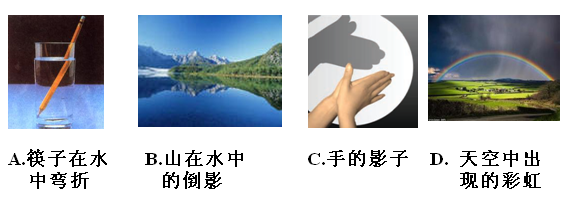 A.筷子在水
中弯折
B.山在水中
的倒影
C.手的影子
D. 天空中出
现的彩虹